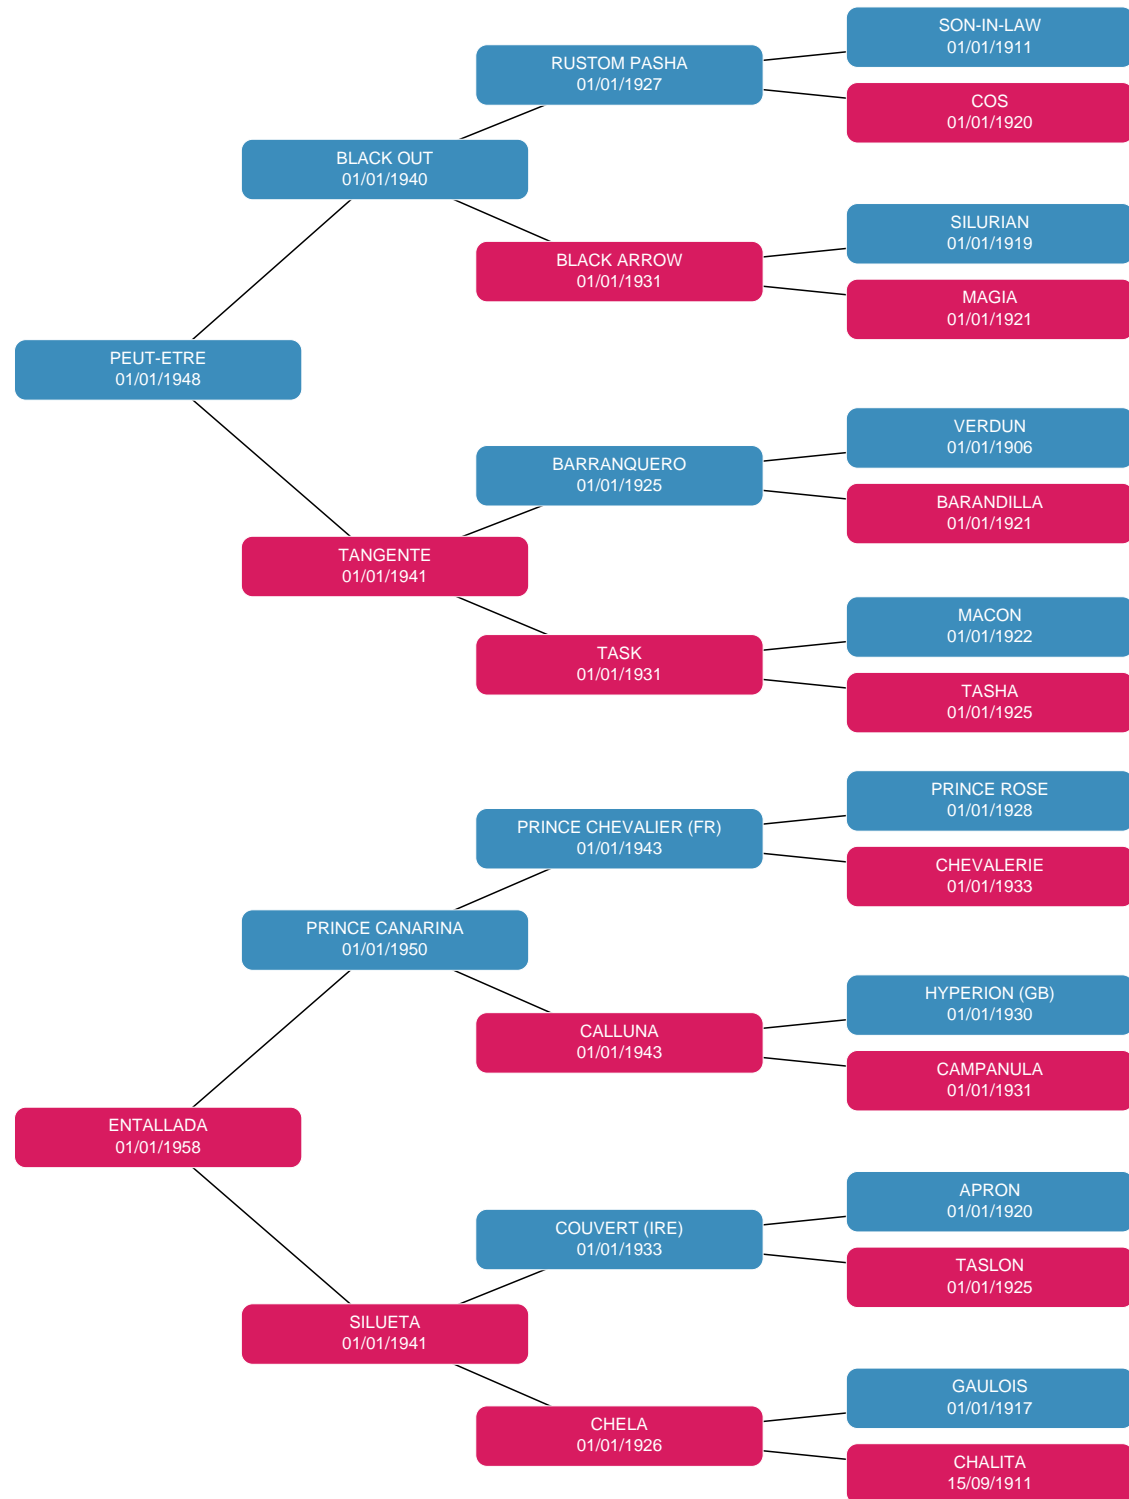 SON-IN-LAW
01/01/1911
RUSTOM PASHA
01/01/1927
COS
01/01/1920
BLACK OUT
01/01/1940
SILURIAN
01/01/1919
BLACK ARROW
01/01/1931
MAGIA
01/01/1921
PEUT-ETRE
01/01/1948
VERDUN
01/01/1906
BARRANQUERO
01/01/1925
BARANDILLA
01/01/1921
TANGENTE
01/01/1941
MACON
01/01/1922
TASK
01/01/1931
TASHA
01/01/1925
PRINCE ROSE
01/01/1928
PRINCE CHEVALIER (FR)
01/01/1943
CHEVALERIE
01/01/1933
PRINCE CANARINA
01/01/1950
HYPERION (GB)
01/01/1930
CALLUNA
01/01/1943
CAMPANULA
01/01/1931
ENTALLADA
01/01/1958
APRON
01/01/1920
COUVERT (IRE)
01/01/1933
TASLON
01/01/1925
SILUETA
01/01/1941
GAULOIS
01/01/1917
CHELA
01/01/1926
CHALITA
15/09/1911